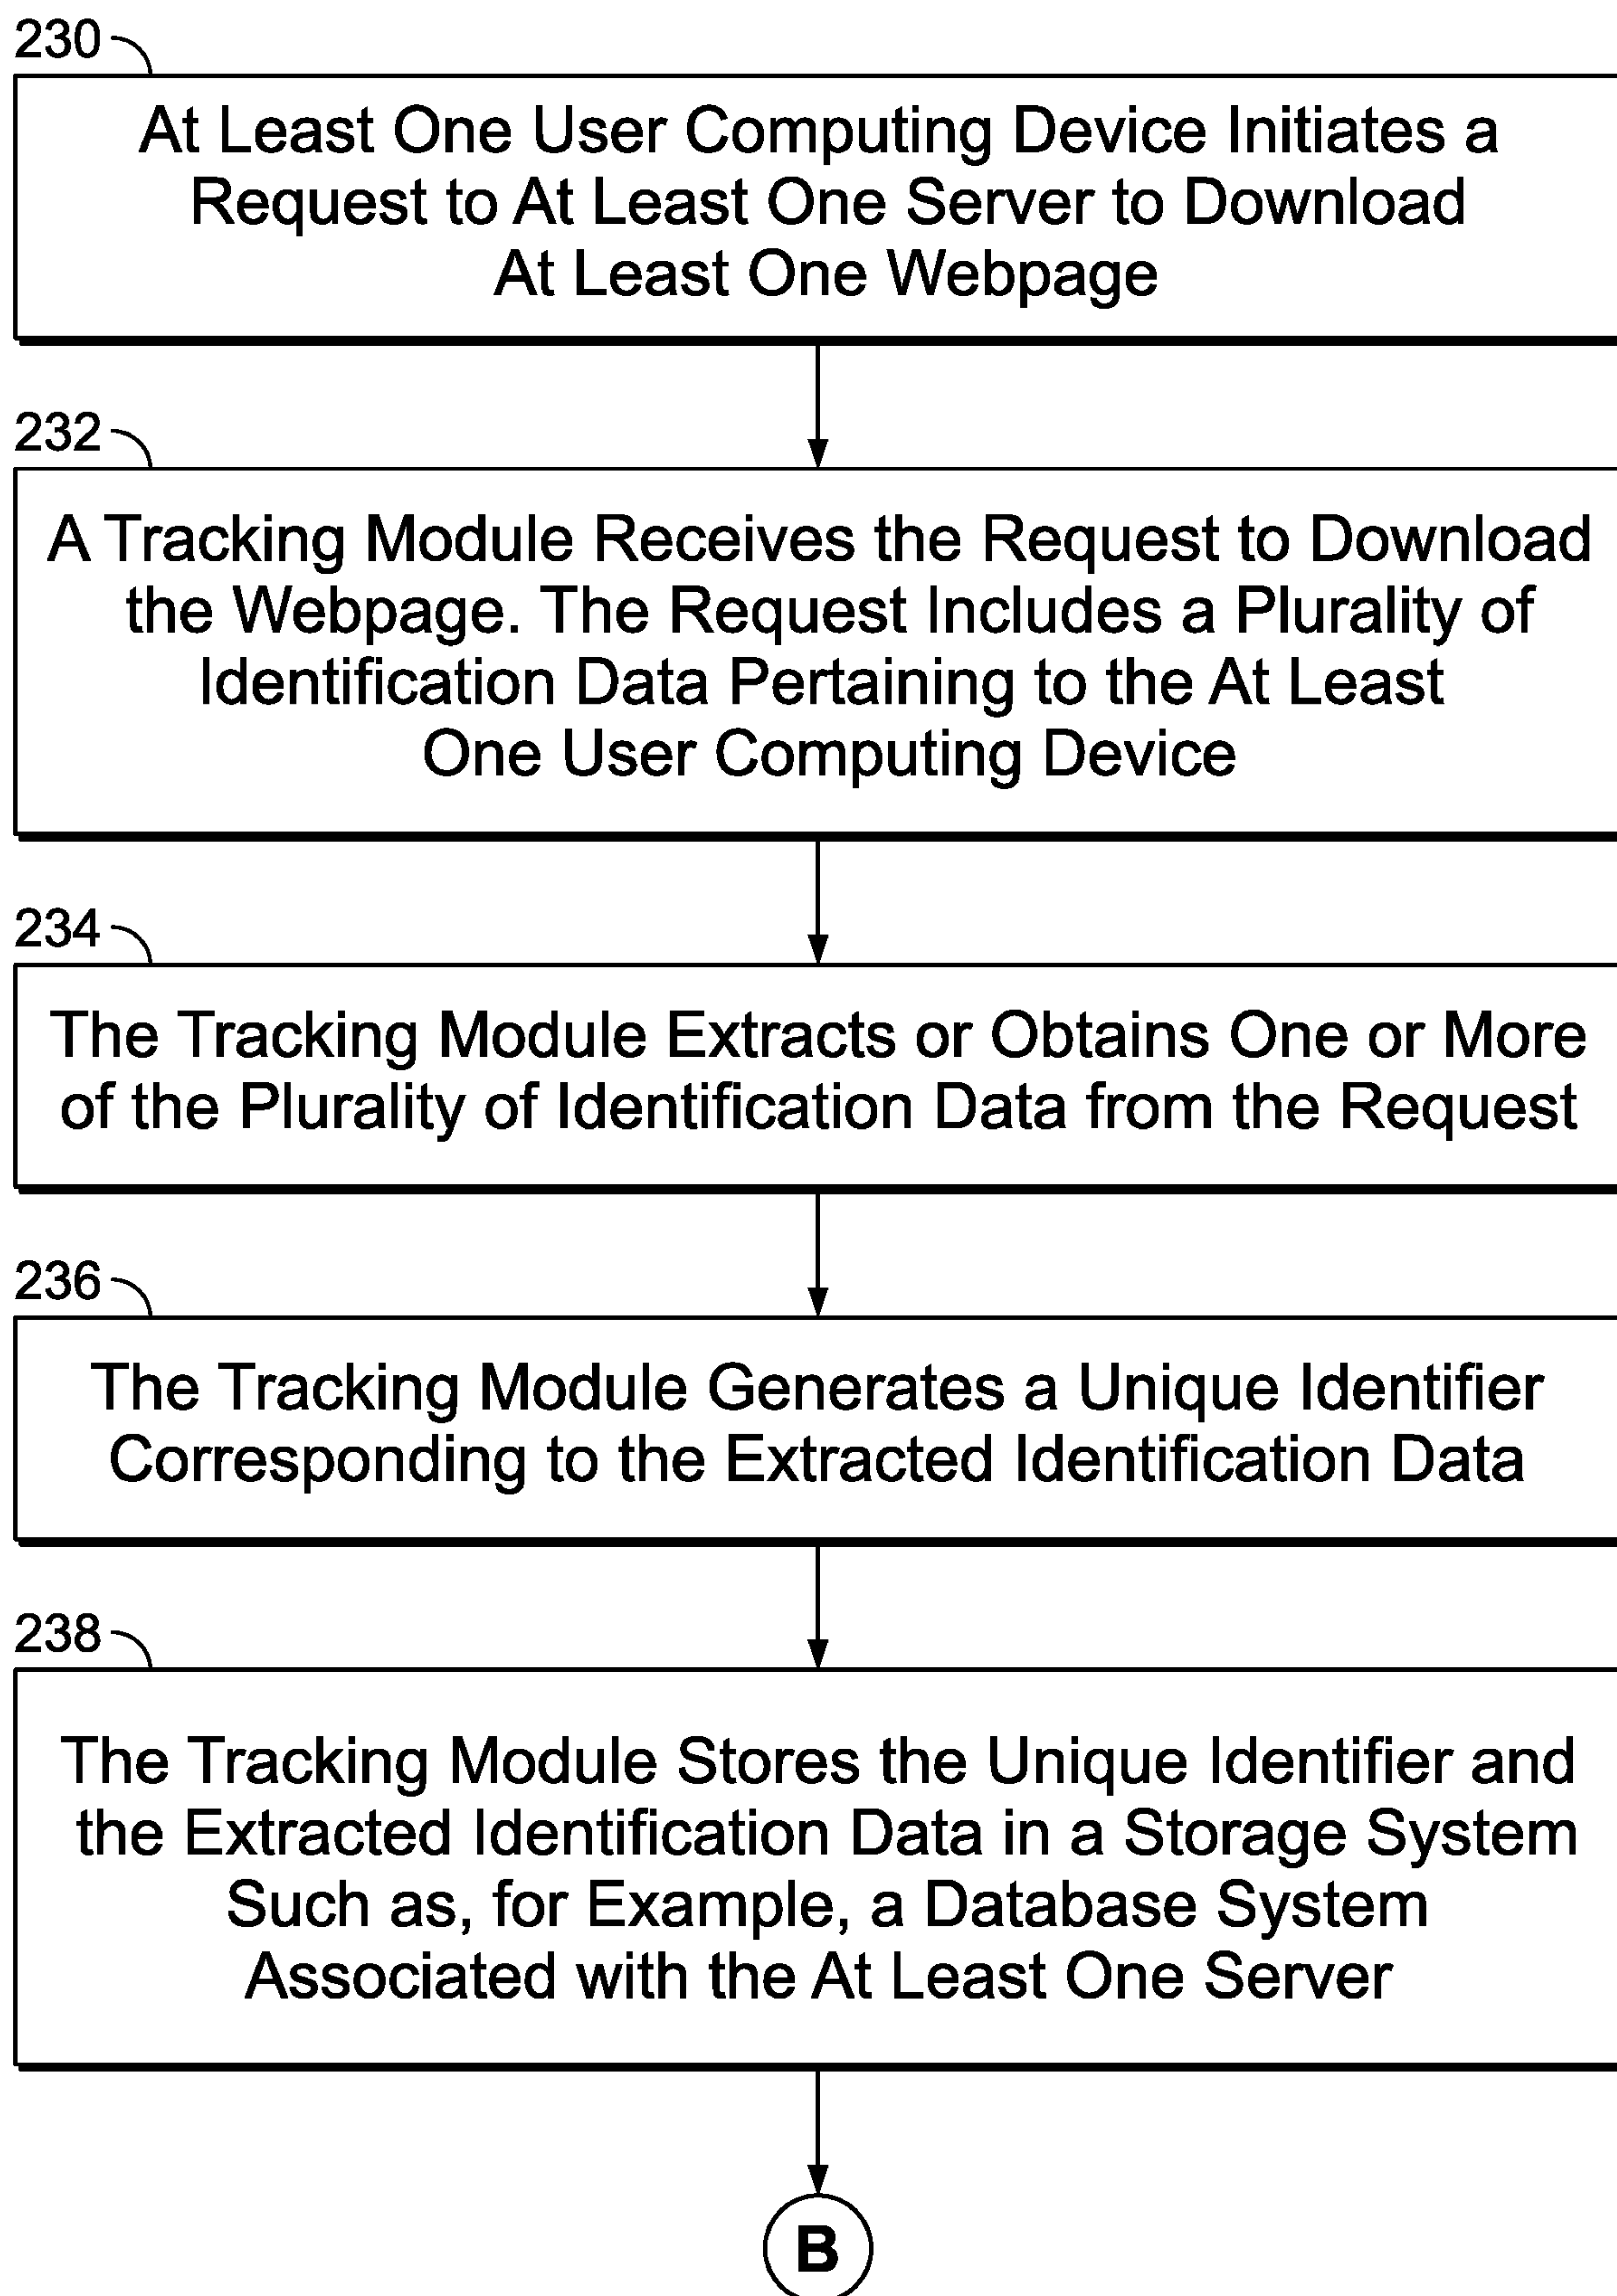 230
At Least One User Computing Device Initiates a
Request to At Least One Server to Download
At Least One Webpage
232
A Tracking Module Receives the Request to Download
the Webpage. The Request Includes a Plurality of
Identification Data Pertaining to the At Least
One User Computing Device
234
The Tracking Module Extracts or Obtains One or More
of the Plurality of Identification Data from the Request
236
The Tracking Module Generates a Unique Identifier
Corresponding to the Extracted Identification Data
238
The Tracking Module Stores the Unique Identifier and
the Extracted Identification Data in a Storage System
Such as, for Example, a Database System
Associated with the At Least One Server
B